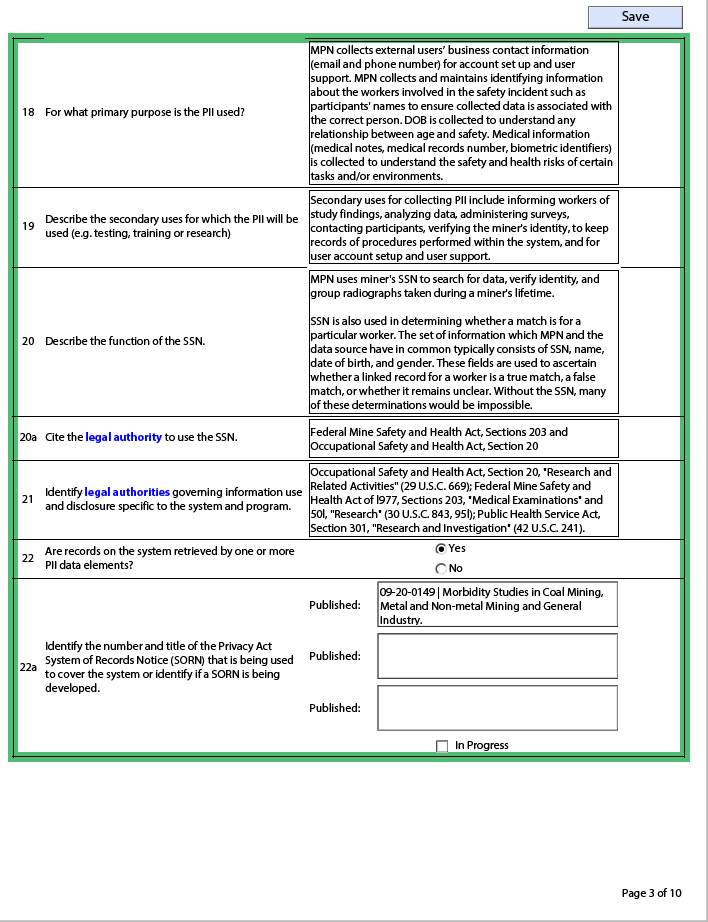 Save
18 For what primary purpose is the PII used?
MPN collects external users' business contact information
(email and phone number) for account set up and user
support. MPN collects and maintains identifying information
about the workers involved in the safety incident such as
participants' names to ensure collected data is associated with
the correct person. DOB is collected to understand any
relationship between age and safety. Medical information
(medical notes, medical records number, biometric identifiers)
is collected to understand the safety and health risks of certain
tasks and/or environments.
19 Describe the secondary uses for which the PII will be
used (e.g. testing, training or research)
Secondary uses for collecting PII include informing workers of
study findings, analyzing data, administering surveys,
contacting participants, verifying the miner's identity, to keep
records of procedures performed within the system, and for
user account setup and user support.
20 Describe the function of the SSN.
MPN uses miner's SSN to search for data, verify identity, and
group radiographs taken during a miner's lifetime.
SSN is also used in determining whether a match is for a
particular worker. The set of information which MPN and the
data source have in common typically consists of SSN, name,
date of birth, and gender. These fields are used to ascertain
whether a linked record for a worker is a true match, a false
match, or whether it remains unclear. Without the SSN, many
of these determinations would be impossible.
20a Cite the legal authority to use the SSN.
Federal Mine Safety and Health Act, Sections 203 and
Occupational Safety and Health Act, Section 20
21 Identify legal authorities governing information use
and disclosure specific to the system and program.
Occupational Safety and Health Act, Section 20, "Research and
Related Activities" (29 U.S.C. 669); Federal Mine Safety and
Health Act of l977, Sections 203, "Medical Examinations" and
50l, "Research" (30 U.S.C. 843, 95l); Public Health Service Act,
Section 301, "Research and Investigation" (42 U.S.C. 241).
22 Are records on the system retrieved by one or more
PII data elements?
Yes
No
22a Identify the number and title of the Privacy Act
System of Records Notice (SORN) that is being used
to cover the system or identify if a SORN is being
developed.
Published:
09-20-0149 | Morbidity Studies in Coal Mining,
Metal and Non-metal Mining and General
Industry.
Published:
Published:
In Progress
Page 3 of 10